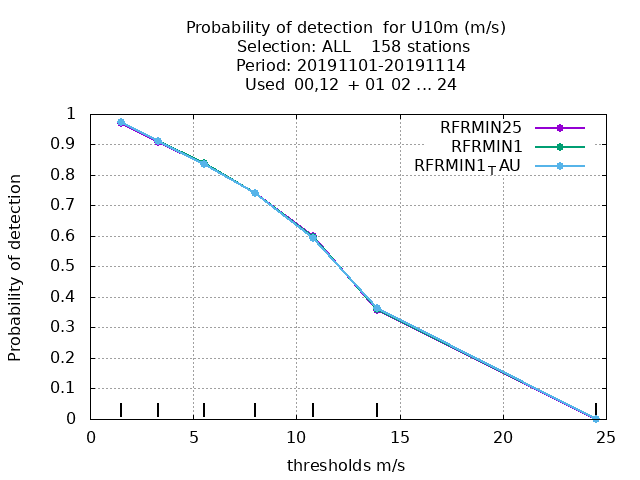 Probability of detection for U10m (m/s)
Selection: ALL 158 stations
Period: 20191101-20191114
Used 00,12 + 01 02 ... 24
RFRMIN25
RFRMIN1
RFRMIN1TAU
Probability of detection
1
0.9
0.8
0.7
0.6
0.5
0.4
0.3
0.2
0.1
0
0 5 10 15 20 25
thresholds m/s